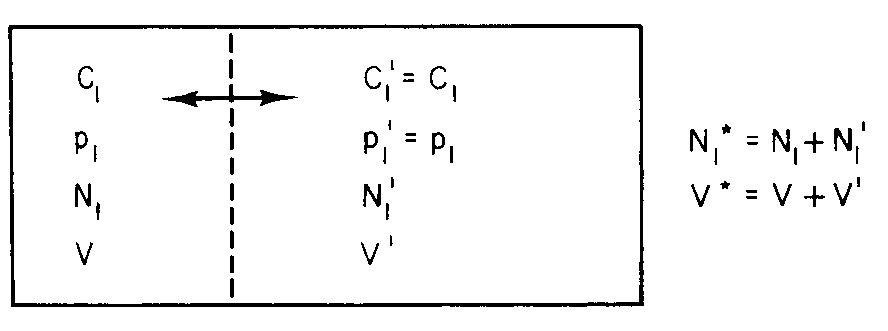 C₁ C₁' = C₁
p₁ p₁' = p₁
N₁ N₁'
V V'
N₁* = N₁ + N₁'
V* = V + V'